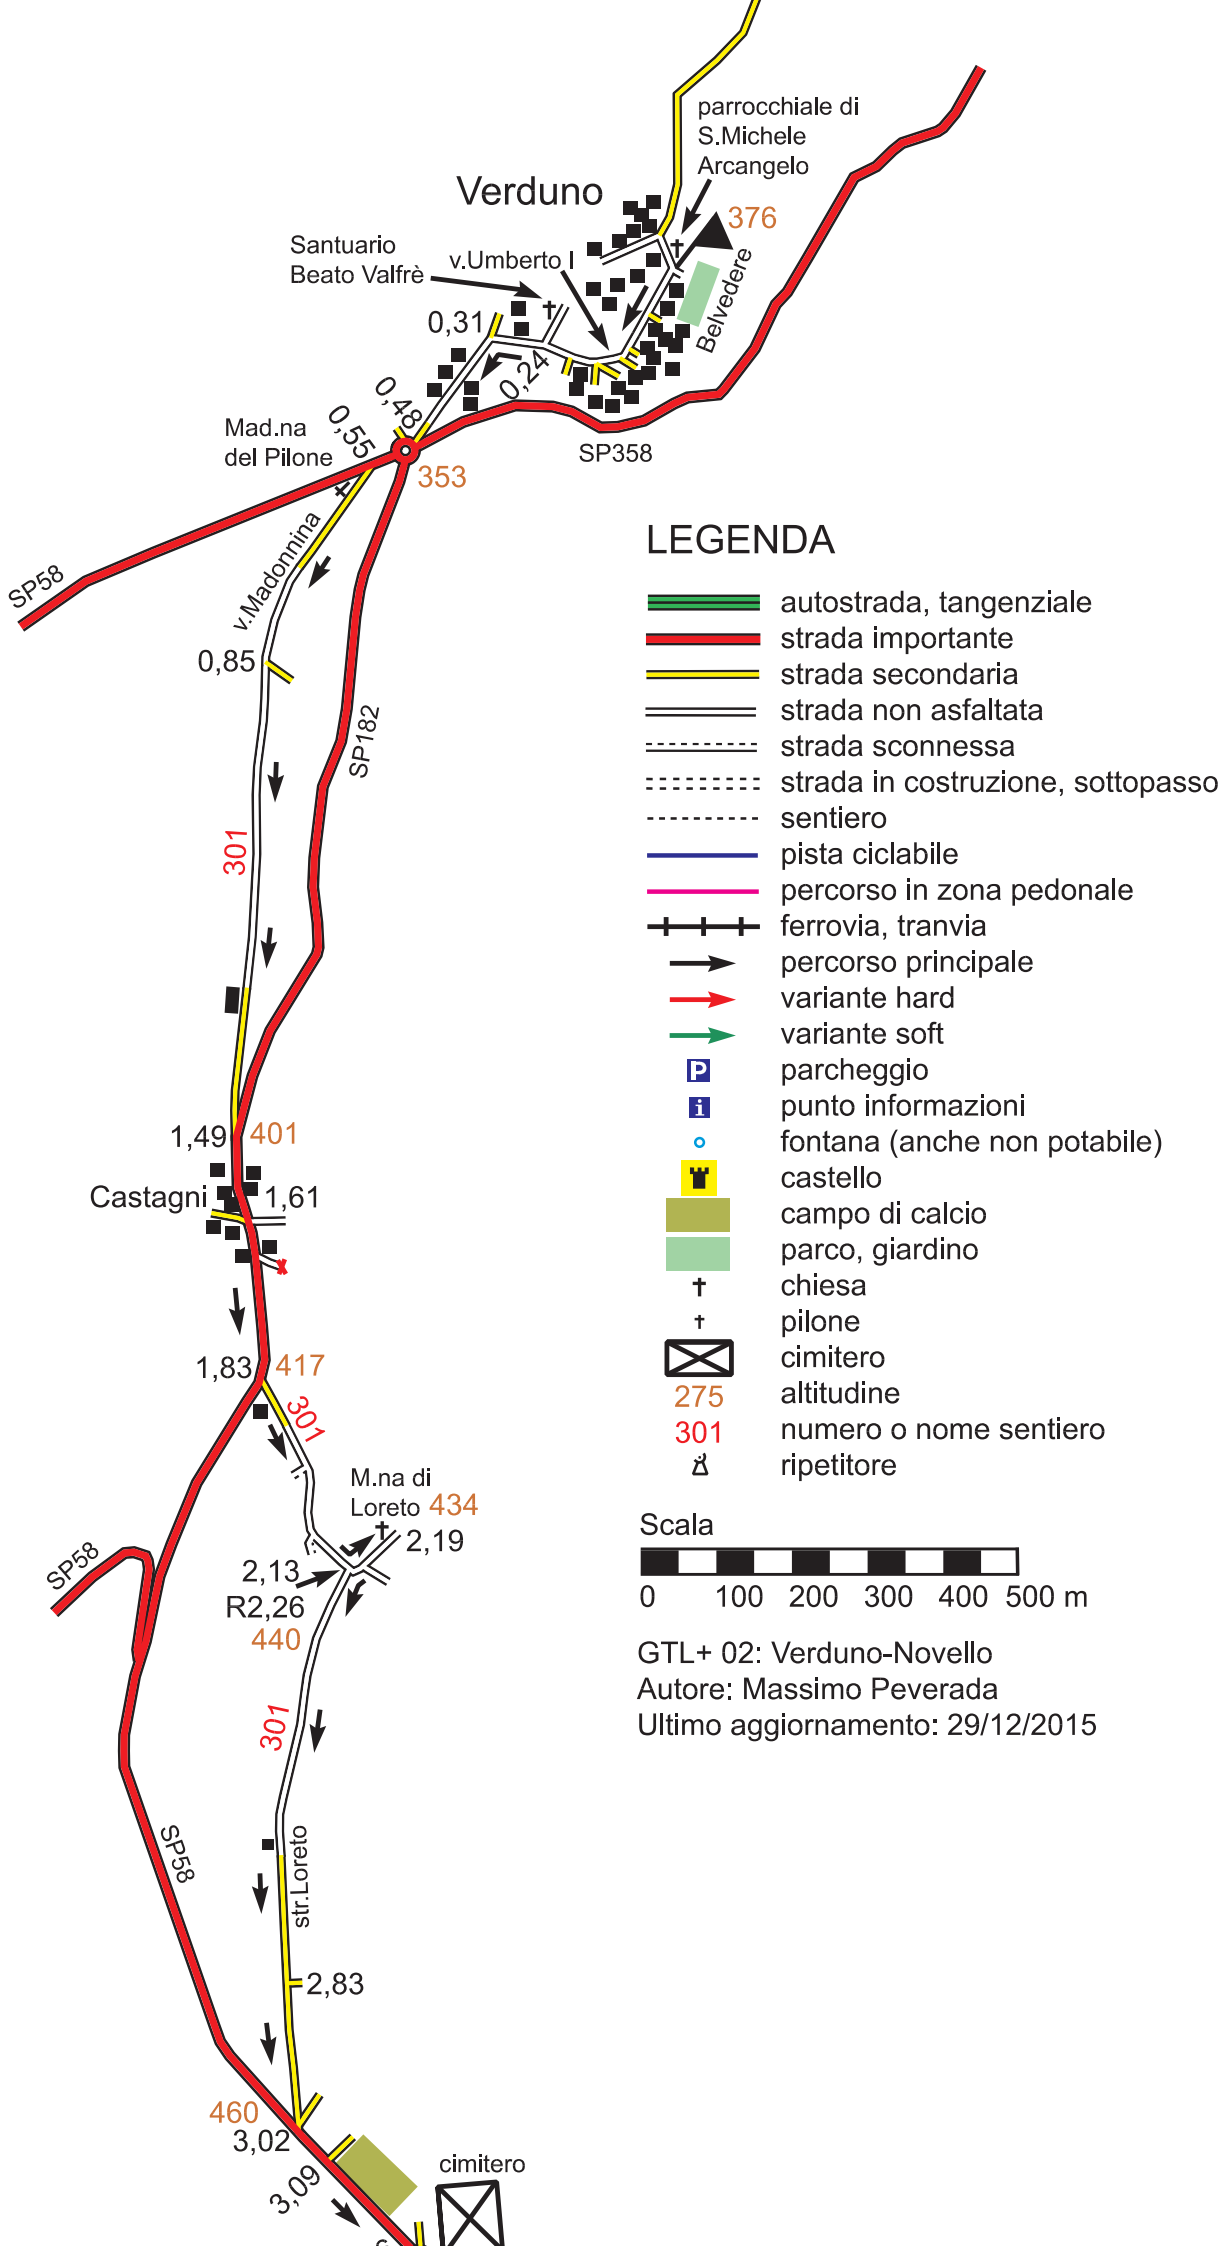 parrocchiale di
S.Michele
Arcangelo
Verduno
376
Santuario
Beato Valfrè
v.Umberto I
Belvedere
0,31
0,24
0,48
0,55
Mad.na
del Pilone
353
SP358
SP58
v.Madonnina
0,85
SP182
301
1,49
401
Castagni
1,61
1,83
417
301
M.na di
Loreto
434
2,19
2,13
R2,26
440
SP58
301
SP58
str.Loreto
2,83
460
3,02
3,09
cimitero
LEGENDA
autostrada, tangenziale
strada importante
strada secondaria
strada non asfaltata
strada sconnessa
strada in costruzione, sottopasso
sentiero
pista ciclabile
percorso in zona pedonale
ferrovia, tranvia
percorso principale
variante hard
variante soft
P
parcheggio
i
punto informazioni
fontana (anche non potabile)
castello
campo di calcio
parco, giardino
chiesa
pilone
cimitero
275
altitudine
301
numero o nome sentiero
ripetitore
Scala
0 100 200 300 400 500 m
GTL+ 02: Verduno-Novello
Autore: Massimo Peverada
Ultimo aggiornamento: 29/12/2015